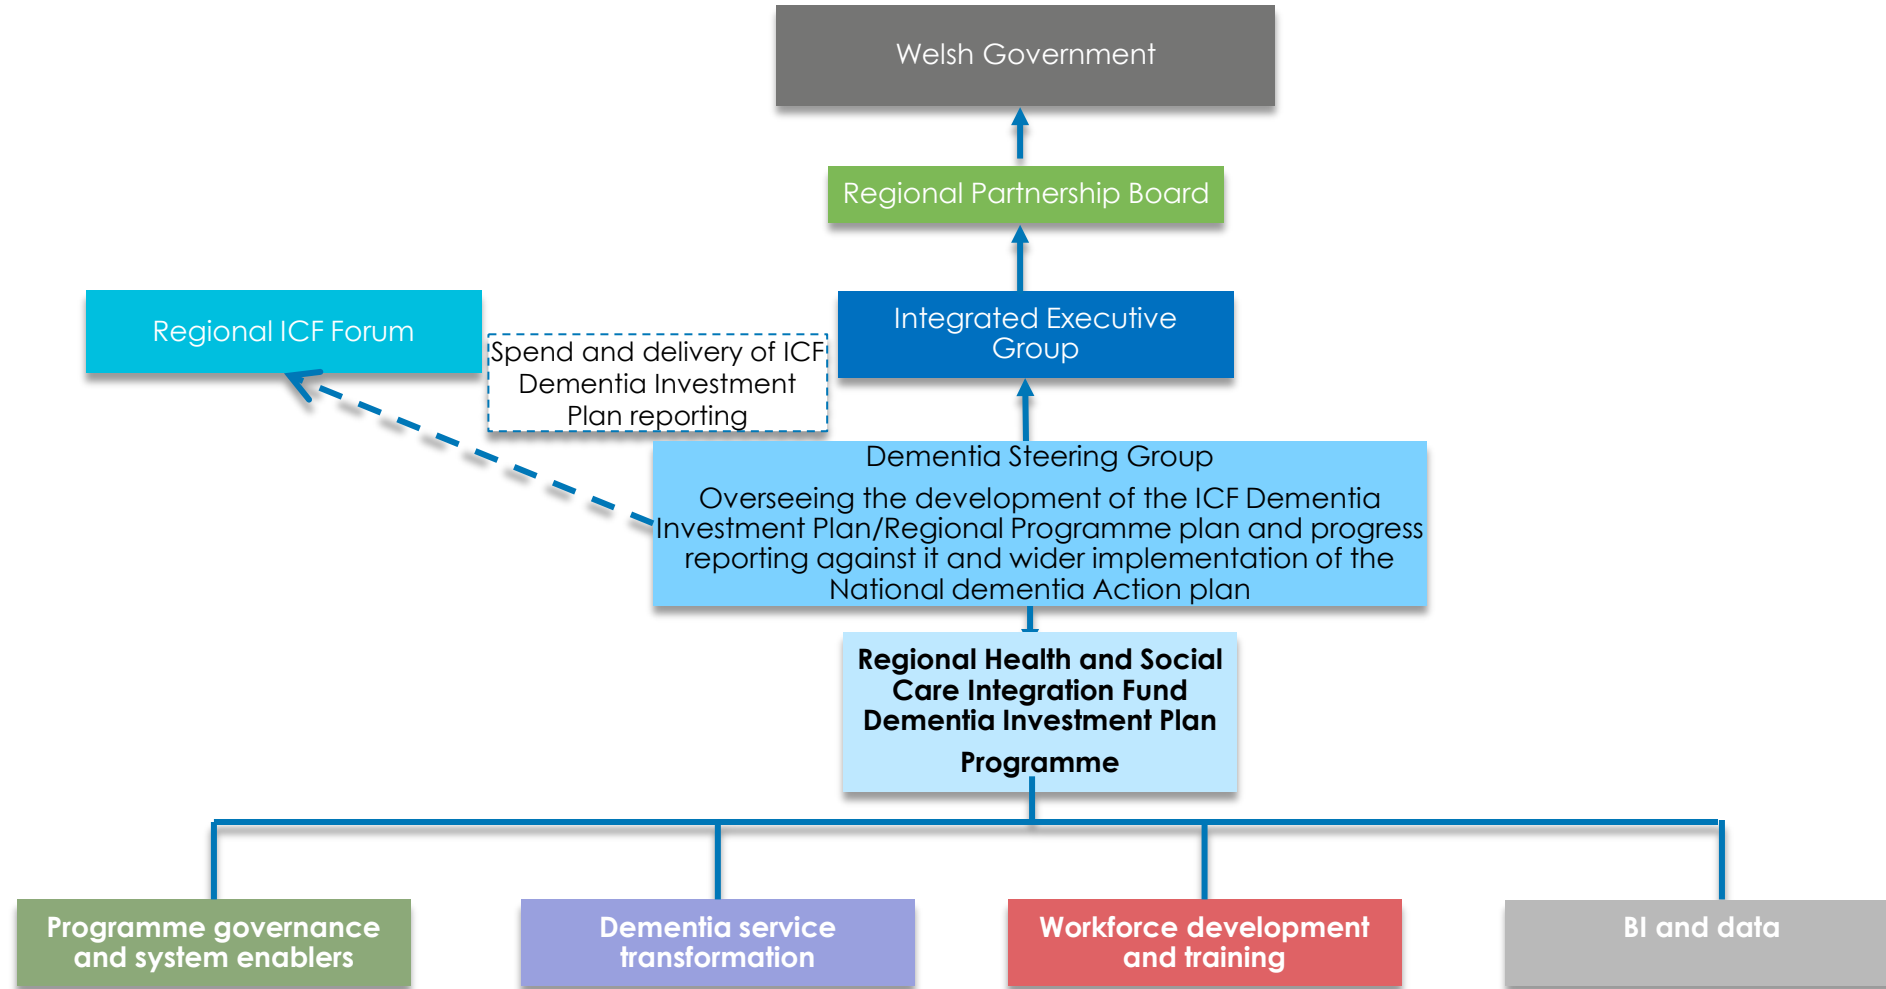 Welsh Government
Regional Partnership Board
Integrated Executive
Group
Regional ICF Forum
Spend and delivery of ICF
Dementia Investment
Plan reporting
Dementia Steering Group
Overseeing the development of the ICF Dementia
Investment Plan/Regional Programme plan and progress
reporting against it and wider implementation of the
National dementia Action plan
Regional Health and Social
Care Integration Fund
Dementia Investment Plan
Programme
Programme governance
and system enablers
Dementia service
transformation
Workforce development
and training
BI and data